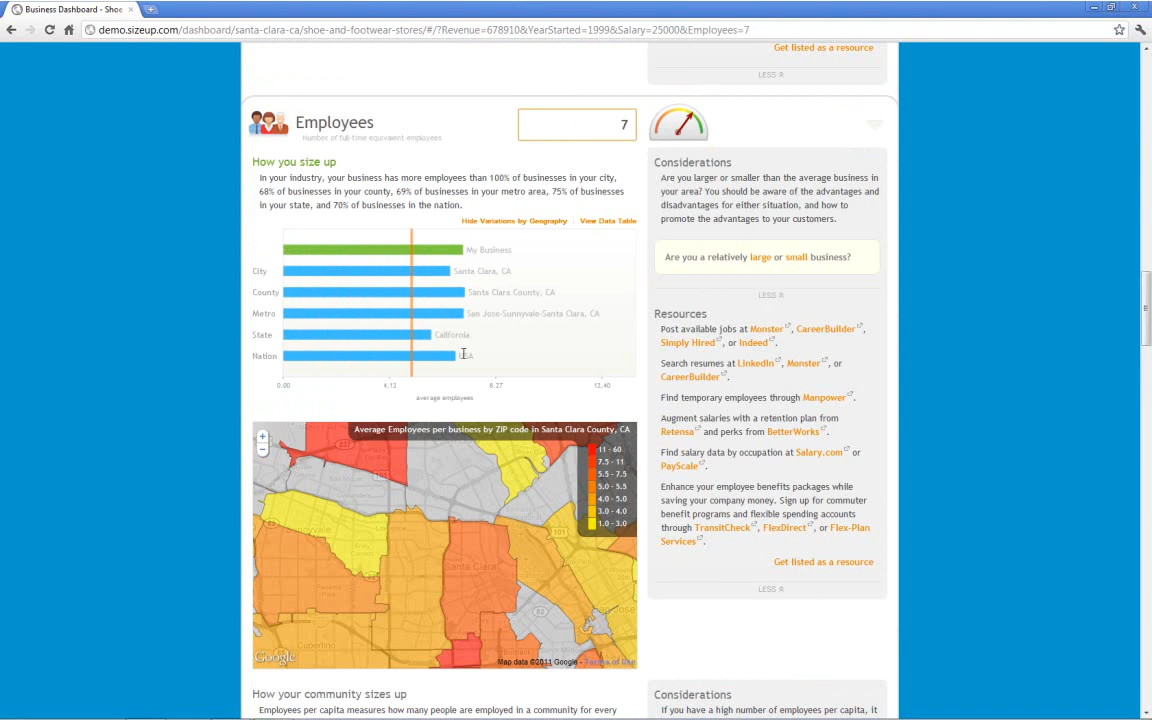 Business Dashboard - Shoe
demo.sizeup.com/dashboard/santa-clara-ca/shoe-and-footwear-stores/#/?Revenue=678910&YearStarted=1999&Salary=25000&Employees=7
Get listed as a resource
LESS
Employees
Number of full-time equivalent employees
7
How you size up
In your industry, your business has more employees than 100% of businesses in your city,
68% of businesses in your county, 69% of businesses in your metro area, 75% of businesses
in your state, and 70% of businesses in the nation.
Hide Variations by Geography
View Data Table
My Business
City
Santa Clara, CA
County
Santa Clara County, CA
Metro
San Jose-Sunnyvale-Santa Clara, CA
State
California
Nation
USA
0.00 4.13 8.27 12.40
average employees
Average Employees per business by ZIP code in Santa Clara County, CA
+
−
11 - 60
7.5 - 11
5.5 - 7.5
5.0 - 5.5
4.0 - 5.0
3.0 - 4.0
1.0 - 3.0
237
101
101
82
82
Sunnyvale
Santa Clara
San Jose
Cupertino
Google
Map data ©2011 Google - Terms of Use
How your community sizes up
Employees per capita measures how many people are employed in a community for every
Considerations
Are you larger or smaller than the average business in
your area? You should be aware of the advantages and
disadvantages for either situation, and how to
promote the advantages to your customers.
Are you a relatively large or small business?
LESS
Resources
Post available jobs at Monster, CareerBuilder,
Simply Hired, or Indeed.
Search resumes at LinkedIn, Monster, or
CareerBuilder.
Find temporary employees through Manpower.
Augment salaries with a retention plan from
Retensa and perks from BetterWorks.
Find salary data by occupation at Salary.com or
PayScale.
Enhance your employee benefits packages while
saving your company money. Sign up for commuter
benefit programs and flexible spending accounts
through TransitCheck, FlexDirect, or Flex-Plan
Services.
Get listed as a resource
LESS
Considerations
If you have a high number of employees per capita, it